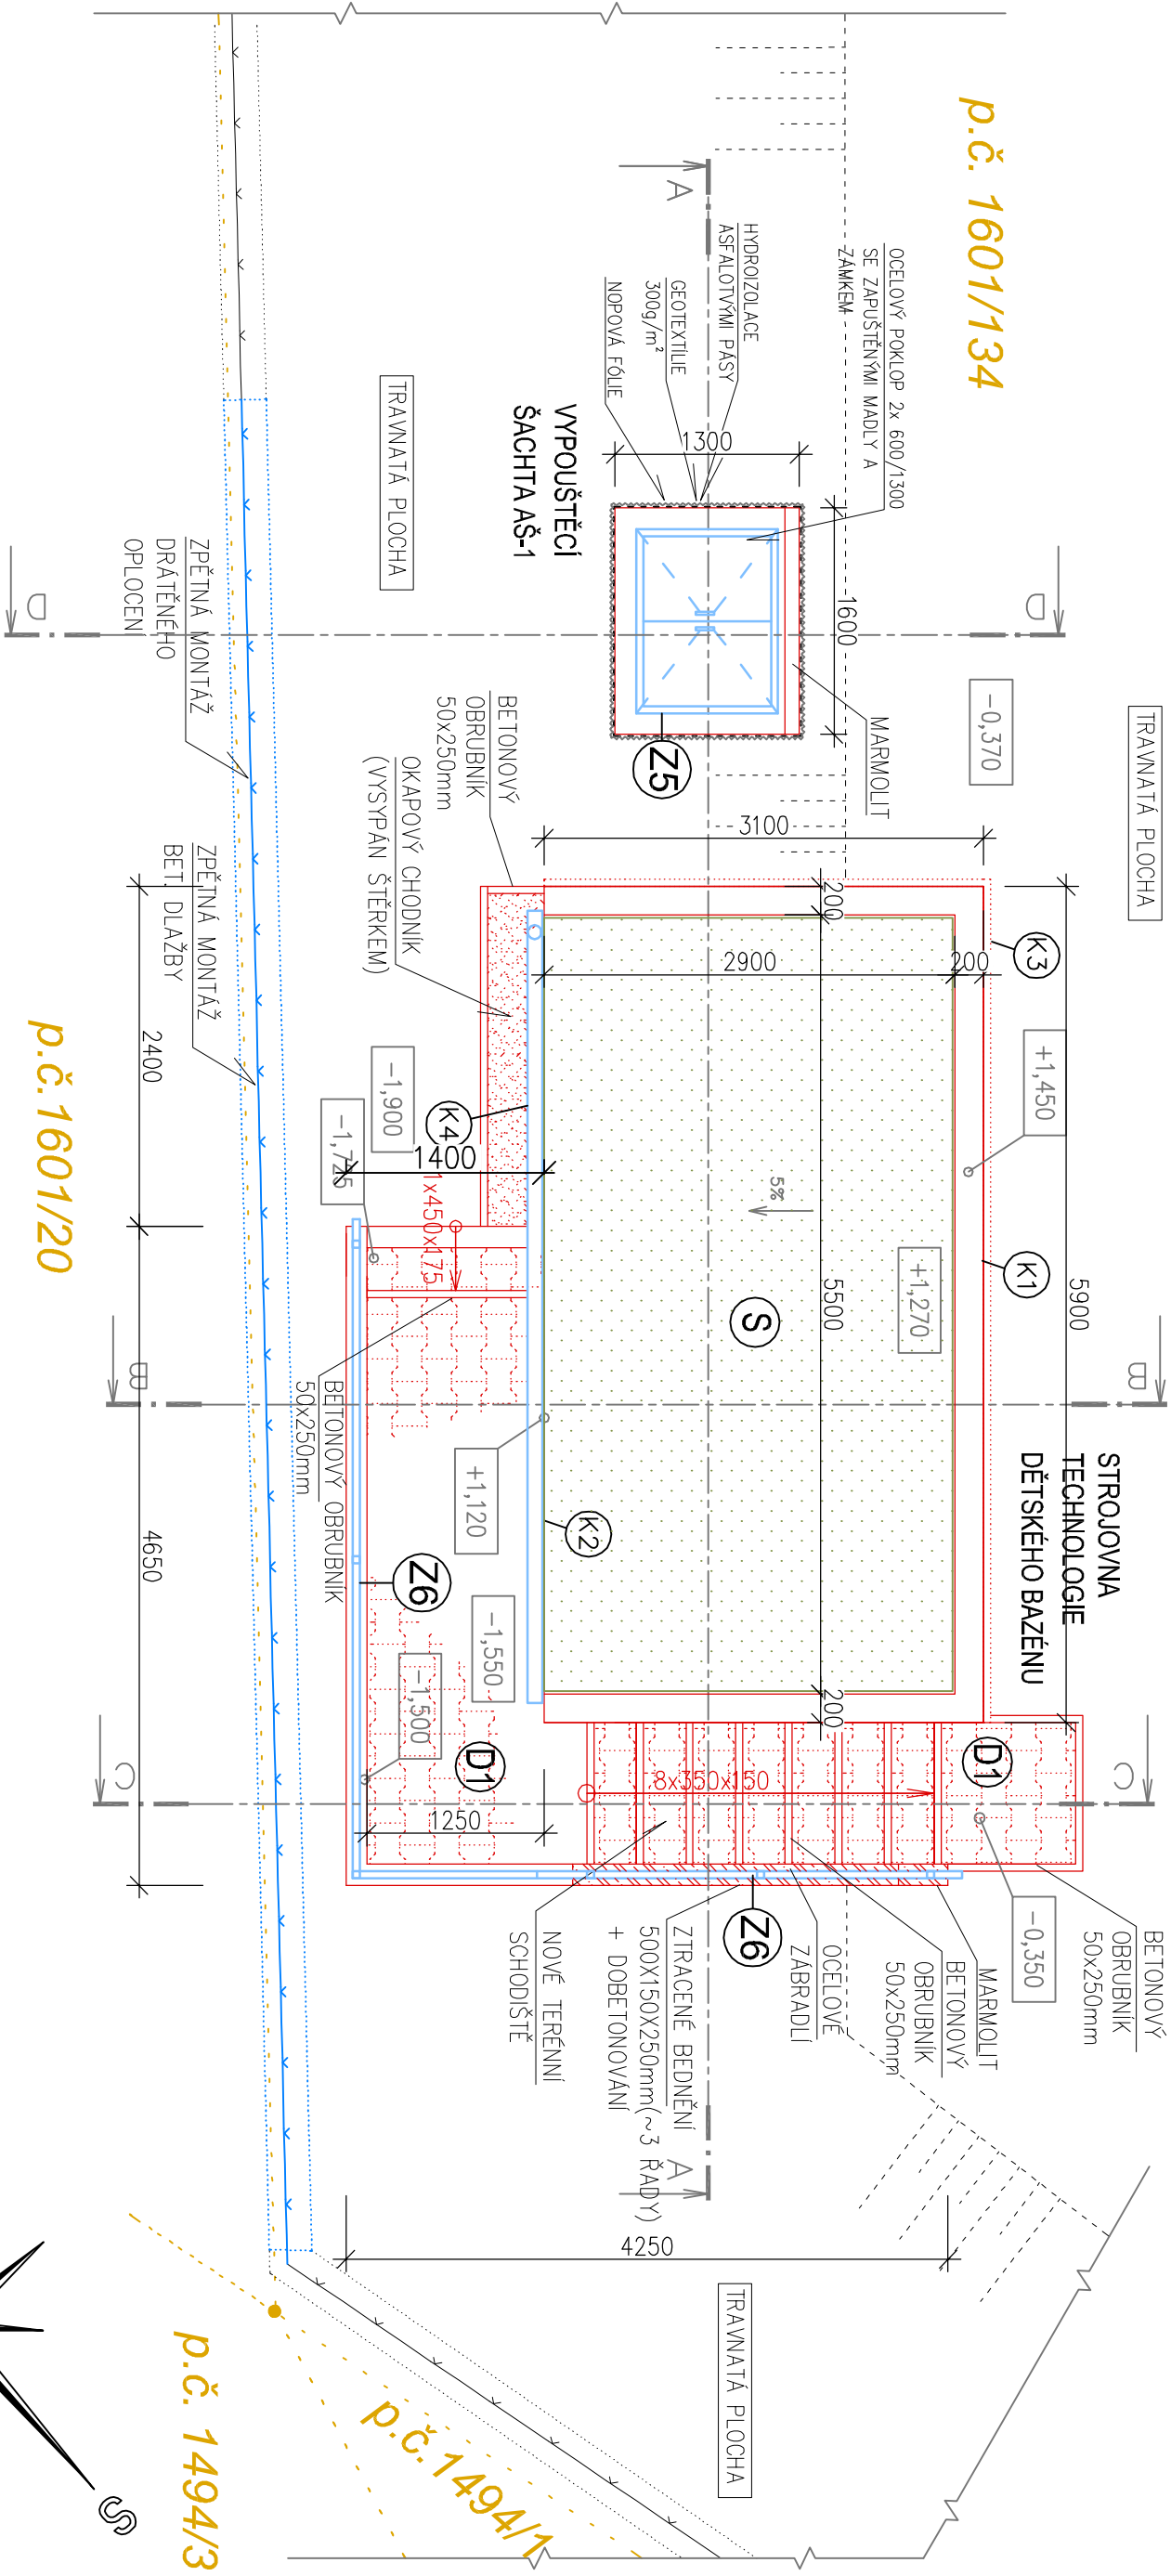 p.č. 1601/134
OCELOVÝ POKLOP 2x 600/1300
SE ZAPUŠTĚNÝMI MADLY A
ZÁMKEM
HYDROIZOLACE
ASFALOTVÝMI PÁSY
GEOTEXTÍLIE
300g/m²
NOPOVÁ FÓLIE
A
TRAVNATÁ PLOCHA
VYPOUŠTĚCÍ
ŠACHTA AŠ-1
1300
1600
D
D
Z5
MARMOLIT
-0,370
TRAVNATÁ PLOCHA
ZPĚTNÁ MONTÁŽ
DRÁTĚNÉHO
OPLOCENÍ
BETONOVÝ
OBRUBNÍK
50x250mm
OKAPOVÝ CHODNÍK
(VYSYPÁN ŠTĚRKEM)
ZPĚTNÁ MONTÁŽ
BET. DLAŽBY
p.č. 1601/20
3100
200
2900
200
K3
+1,450
K1
5900
5500
5%
+1,270
S
2400
-1,900
-1,725
K4
1400
1x450x175
B
B
BETONOVÝ OBRUBNÍK
50x250mm
+1,120
K2
Z6
STROJOVNA
TECHNOLOGIE
DĚTSKÉHO BAZÉNU
4650
-1,550
-1,500
200
D1
D1
8x350x150
1250
C
C
-0,350
BETONOVÝ
OBRUBNÍK
50x250mm
MARMOLIT
BETONOVÝ
OBRUBNÍK
50x250mm
OCELOVÉ
ZÁBRADLÍ
Z6
ZTRACENÉ BEDNĚNÍ
500X150X250mm(~3 ŘADY)
+ DOBETONOVÁNÍ
NOVÉ TERÉNNÍ
SCHODIŠTĚ
A
4250
TRAVNATÁ PLOCHA
p.č. 1494/1
p.č. 1494/3
S